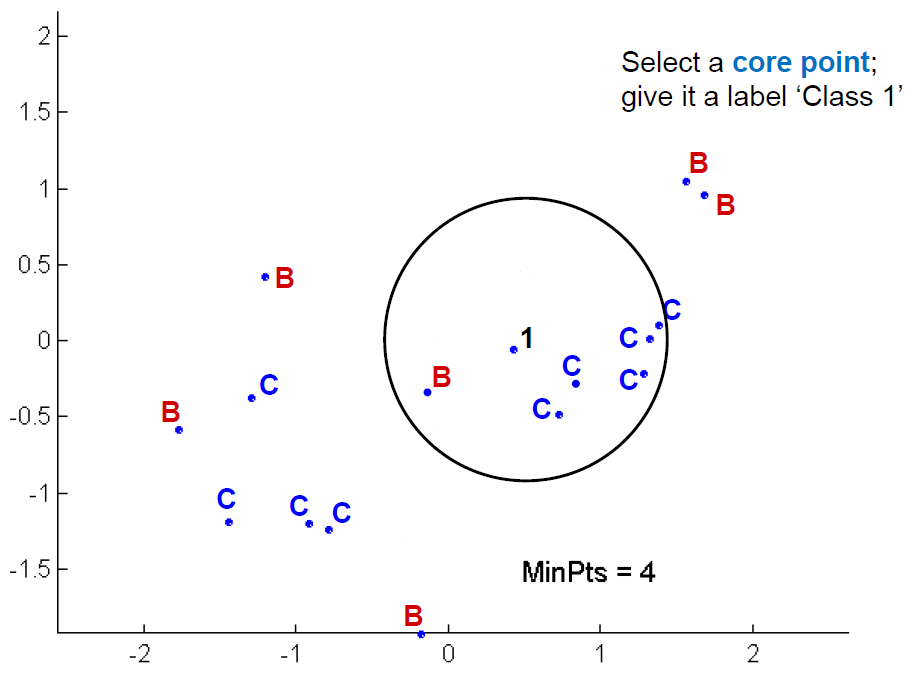 2
Select a core point;
give it a label ‘Class 1’
1.5
B
1
B
0.5
B
C
0
1
C
C
B
C
C
B
C
-0.5
C
C
C
-1
C
MinPts = 4
-1.5
B
-2
-1
0
1
2